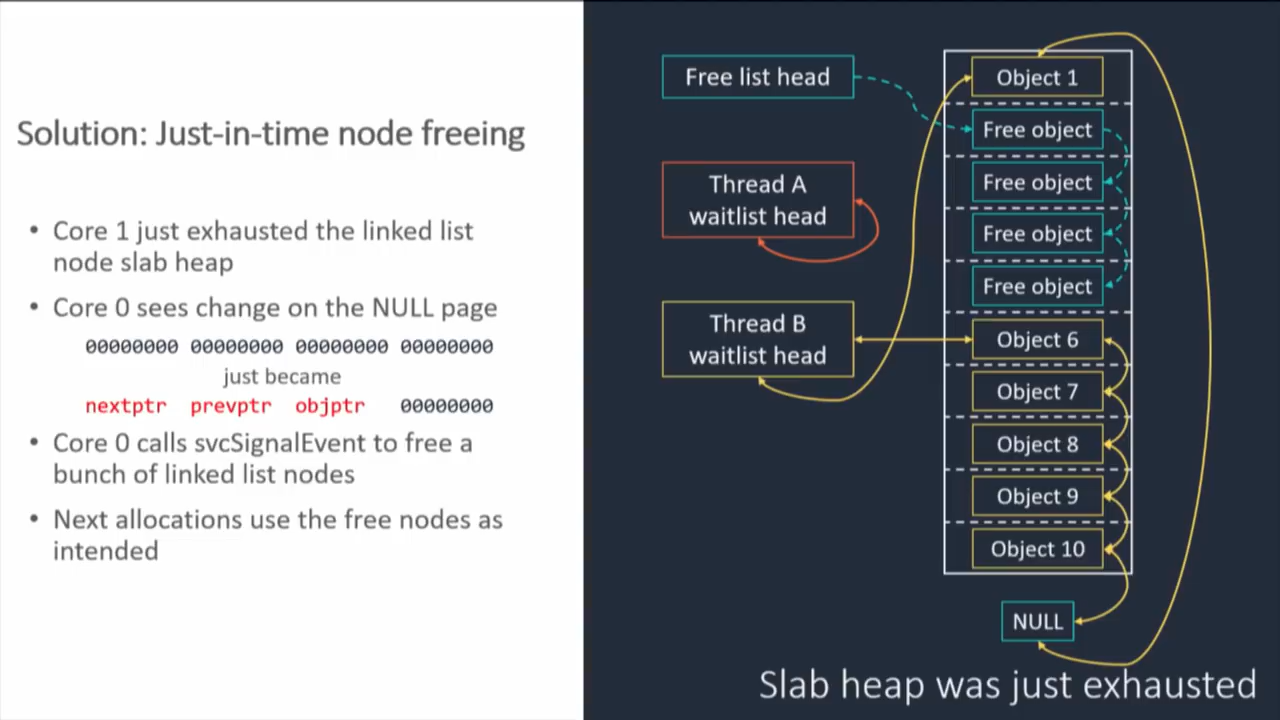 Solution: Just-in-time node freeing
• Core 1 just exhausted the linked list
node slab heap
• Core 0 sees change on the NULL page
00000000 00000000 00000000 00000000
just became
nextptr prevptr objptr 00000000
• Core 0 calls svcSignalEvent to free a
bunch of linked list nodes
• Next allocations use the free nodes as
intended
Free list head
Thread A
waitlist head
Thread B
waitlist head
Object 1
Free object
Free object
Free object
Free object
Object 6
Object 7
Object 8
Object 9
Object 10
NULL
Slab heap was just exhausted